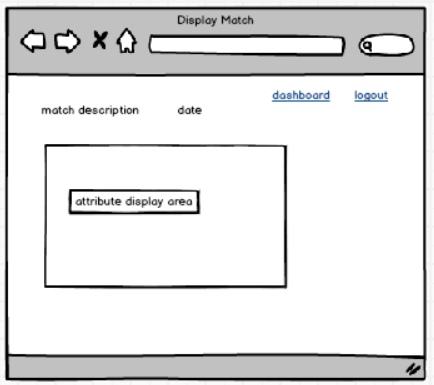 Display Match
dashboard logout
match description date
attribute display area